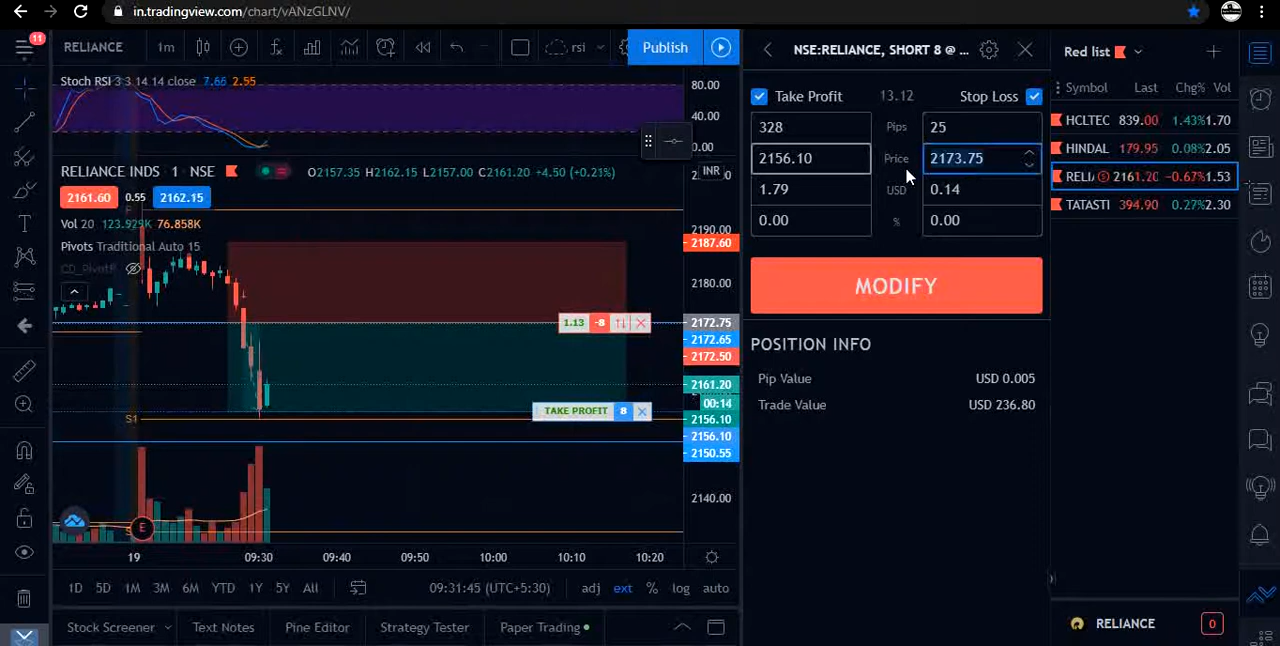 in.tradingview.com/chart/vANzGLNV/
11
RELIANCE
1m
rsi
Publish
NSE:RELIANCE, SHORT 8 @ ...
Red list
Stoch RSI 3 3 14 14 close 7.66 2.55
80.00
40.00
0.00
RELIANCE INDS · 1 · NSE
O2157.35 H2162.15 L2157.00 C2161.20 +4.50 (+0.21%)
INR
2161.60
0.55
2162.15
Vol 20 123.929K 76.858K
Pivots Traditional Auto 15
2190.00
2187.60
2180.00
1.13
-8
2172.75
2172.65
2172.50
2161.20
00:14
S1
TAKE PROFIT
8
2156.10
2156.10
2150.55
2140.00
E
19
09:30
09:40
09:50
10:00
10:10
10:20
1D 5D 1M 3M 6M YTD 1Y 5Y All
09:31:45 (UTC+5:30)
adj ext % log auto
Stock Screener
Text Notes
Pine Editor
Strategy Tester
Paper Trading
Take Profit
13.12
Stop Loss
328
Pips
25
2156.10
Price
2173.75
1.79
USD
0.14
0.00
%
0.00
MODIFY
POSITION INFO
Pip Value
USD 0.005
Trade Value
USD 236.80
Symbol Last Chg% Vol
HCLTEC 839.00 1.43% 1.70
HINDAL 179.95 0.08% 2.05
RELI 2161.20 −0.67% 1.53
TATASTI 394.90 0.27% 2.30
RELIANCE
0